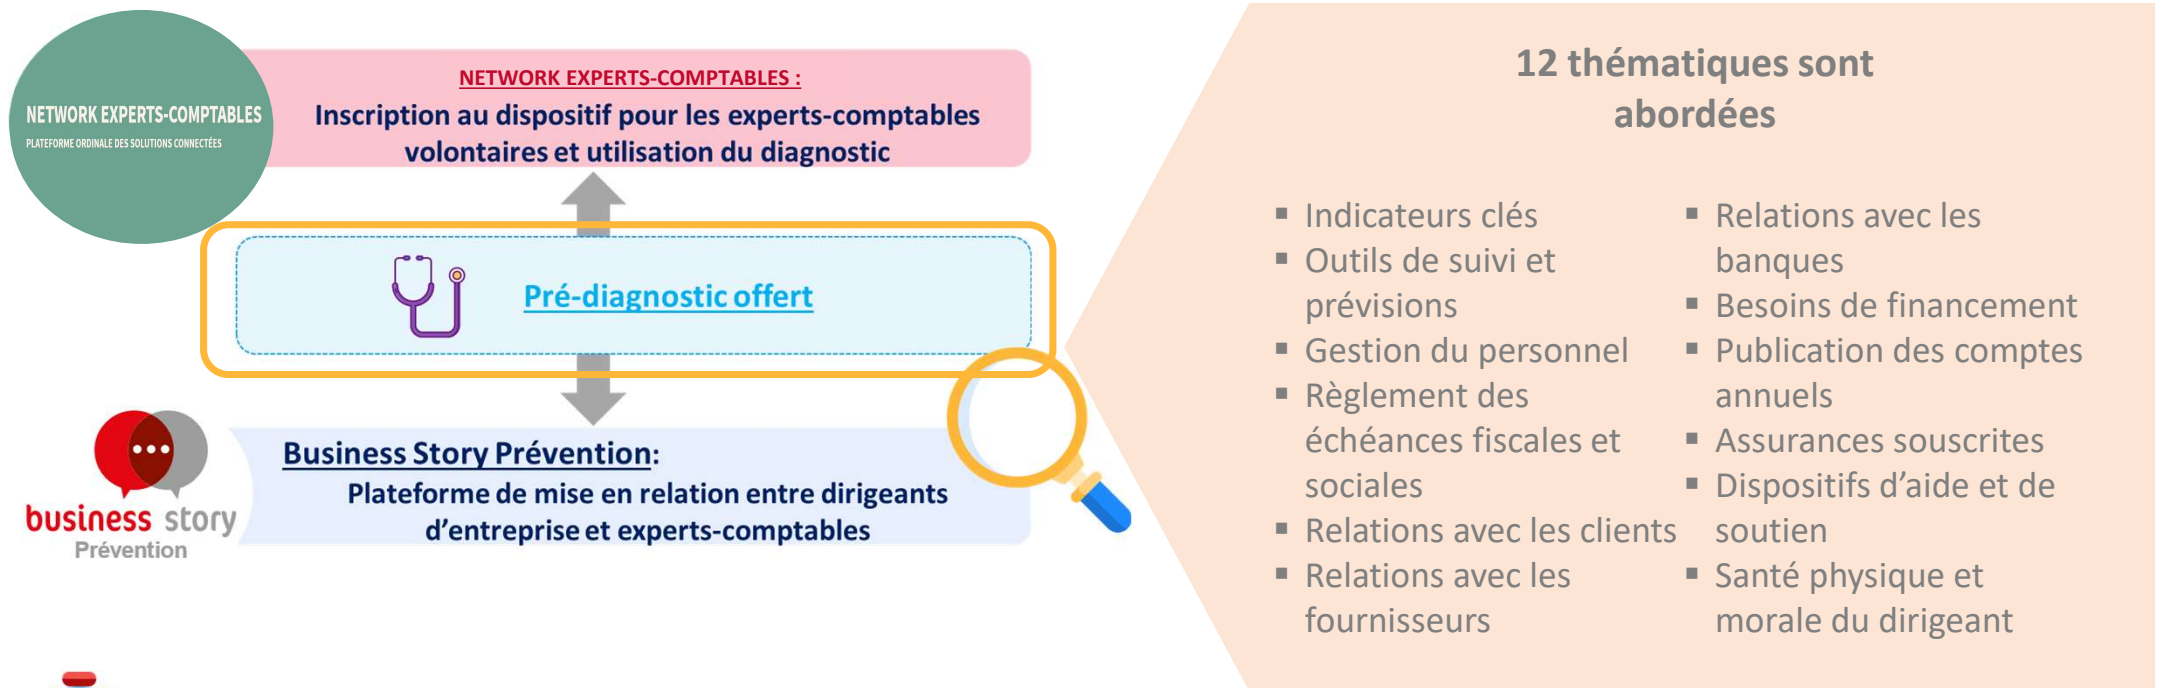 NETWORK EXPERTS-COMPTABLES
PLATEFORME ORDINALE DES SOLUTIONS CONNECTÉES
NETWORK EXPERTS-COMPTABLES :
Inscription au dispositif pour les experts-comptables
volontaires et utilisation du diagnostic
Pré-diagnostic offert
business story
Prévention
Business Story Prévention:
Plateforme de mise en relation entre dirigeants
d’entreprise et experts-comptables
12 thématiques sont
abordées
▪ Indicateurs clés
▪ Outils de suivi et
prévisions
▪ Gestion du personnel
▪ Règlement des
échéances fiscales et
sociales
▪ Relations avec les clients
▪ Relations avec les
fournisseurs
▪ Relations avec les
banques
▪ Besoins de financement
▪ Publication des comptes
annuels
▪ Assurances souscrites
▪ Dispositifs d’aide et de
soutien
▪ Santé physique et
morale du dirigeant